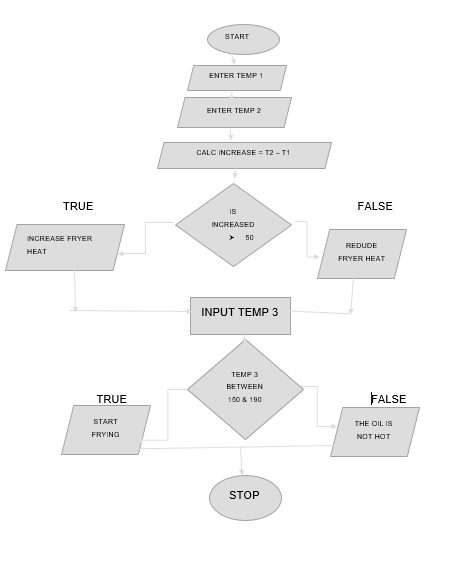 START
ENTER TEMP 1
ENTER TEMP 2
CALC INCREASE = T2 – T1
TRUE
FALSE
IS
INCREASED
➤ 50
INCREASE FRYER
HEAT
REDUDE
FRYER HEAT
INPUT TEMP 3
TEMP 3
BETWEEN
150 & 190
TRUE
FALSE
START
FRYING
THE OIL IS
NOT HOT
STOP